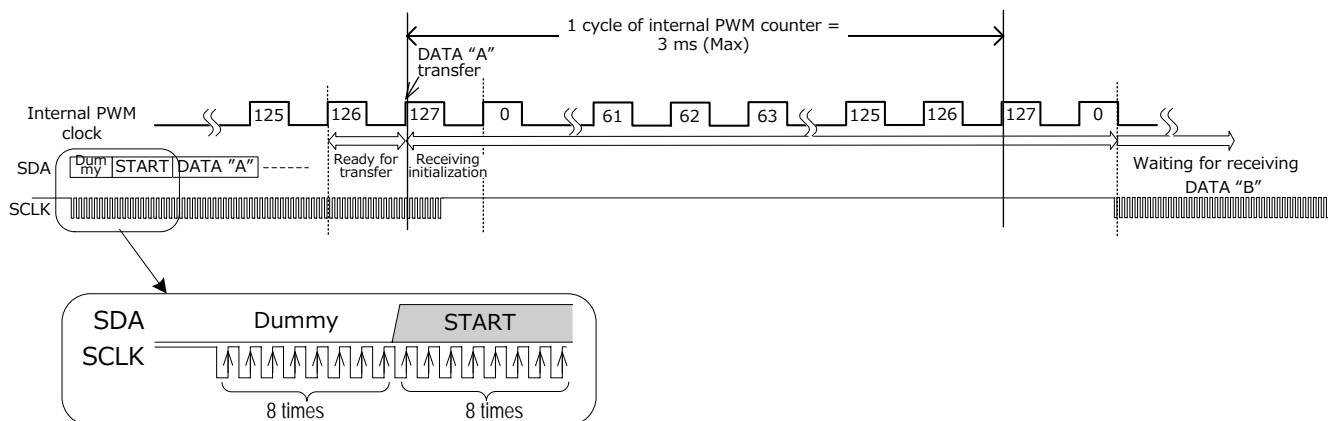 1 cycle of internal PWM counter =
3 ms (Max)
DATA "A"
transfer
Internal PWM
clock
125 126 127 0 61 62 63 125 126 127 0
Ready for
transfer
Receiving
initialization
Waiting for receiving
DATA "B"
SDA
Dum
my
START
DATA "A"
SCLK
SDA
Dummy
START
SCLK
8 times
8 times